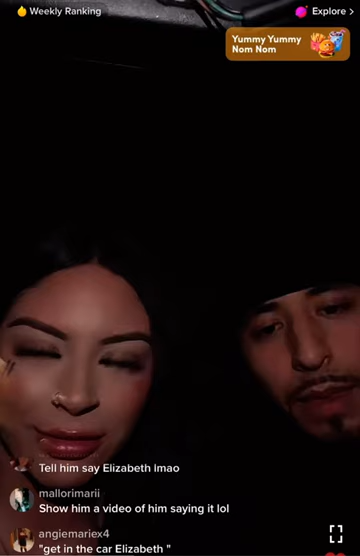 Weekly Ranking
Explore >
Yummy Yummy
Nom Nom
Tell him say Elizabeth lmao
mallorimarii
Show him a video of him saying it lol
angiemariex4
"get in the car Elizabeth "